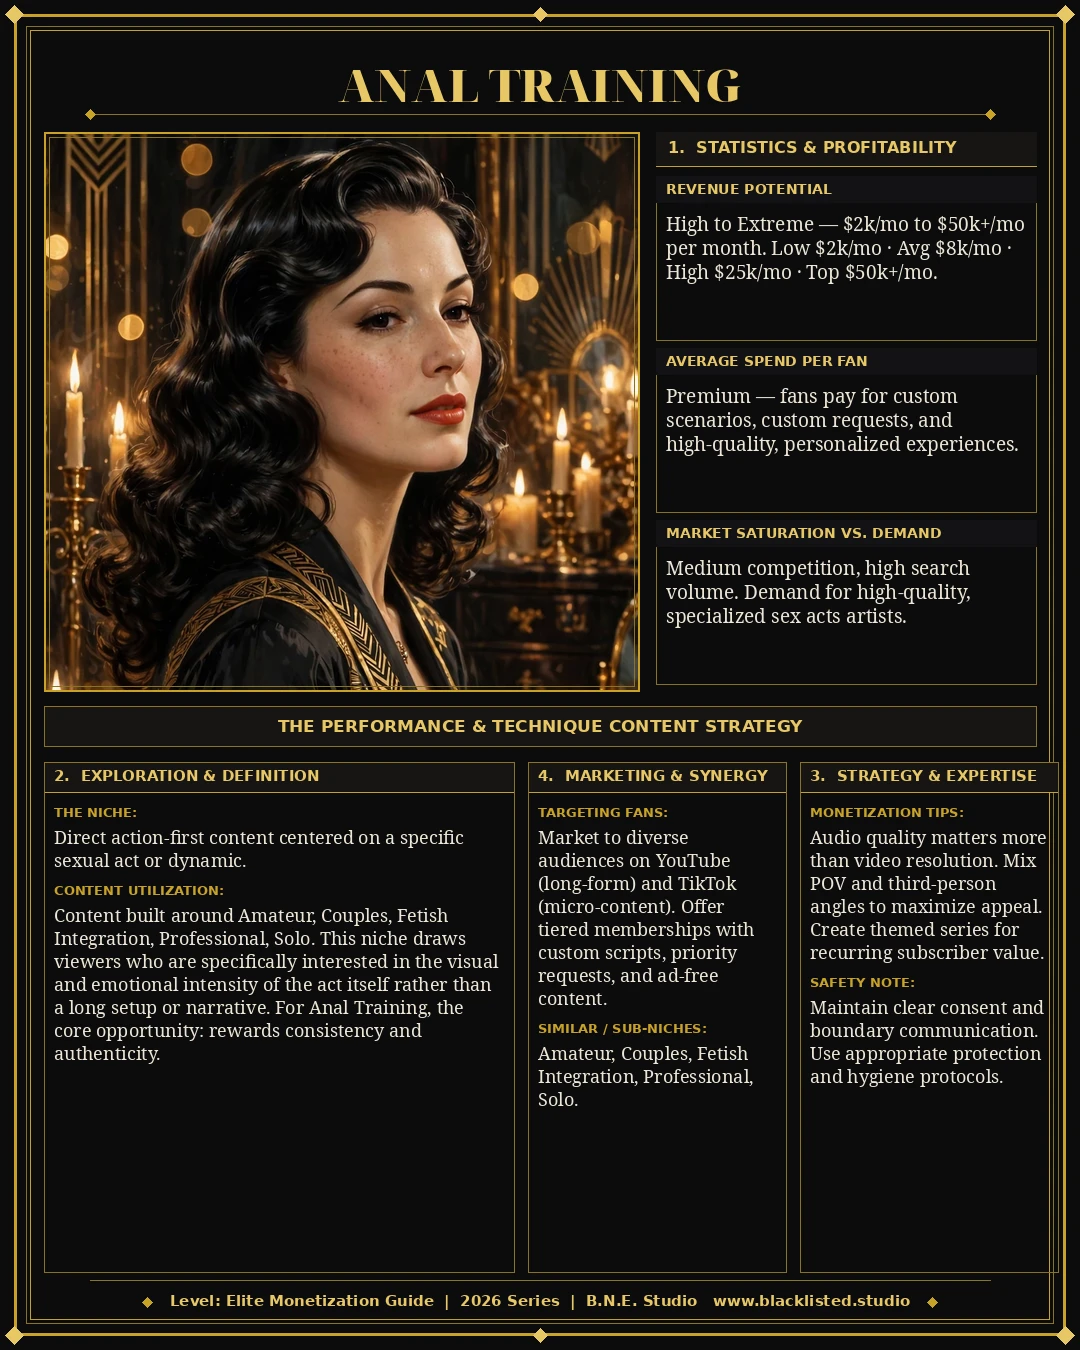 ANAL TRAINING
1. STATISTICS & PROFITABILITY
REVENUE POTENTIAL
High to Extreme — $2k/mo to $50k+/mo
per month. Low $2k/mo · Avg $8k/mo ·
High $25k/mo · Top $50k+/mo.
AVERAGE SPEND PER FAN
Premium — fans pay for custom
scenarios, custom requests, and
high-quality, personalized experiences.
MARKET SATURATION VS. DEMAND
Medium competition, high search
volume. Demand for high-quality,
specialized sex acts artists.
THE PERFORMANCE & TECHNIQUE CONTENT STRATEGY
2. EXPLORATION & DEFINITION
THE NICHE:
Direct action-first content centered on a specific
sexual act or dynamic.
CONTENT UTILIZATION:
Content built around Amateur, Couples, Fetish
Integration, Professional, Solo. This niche draws
viewers who are specifically interested in the visual
and emotional intensity of the act itself rather than
a long setup or narrative. For Anal Training, the
core opportunity: rewards consistency and
authenticity.
4. MARKETING & SYNERGY
TARGETING FANS:
Market to diverse
audiences on YouTube
(long-form) and TikTok
(micro-content). Offer
tiered memberships with
custom scripts, priority
requests, and ad-free
content.
SIMILAR / SUB-NICHES:
Amateur, Couples, Fetish
Integration, Professional,
Solo.
3. STRATEGY & EXPERTISE
MONETIZATION TIPS:
Audio quality matters more
than video resolution. Mix
POV and third-person
angles to maximize appeal.
Create themed series for
recurring subscriber value.
SAFETY NOTE:
Maintain clear consent and
boundary communication.
Use appropriate protection
and hygiene protocols.
Level: Elite Monetization Guide | 2026 Series | B.N.E. Studio www.blacklisted.studio